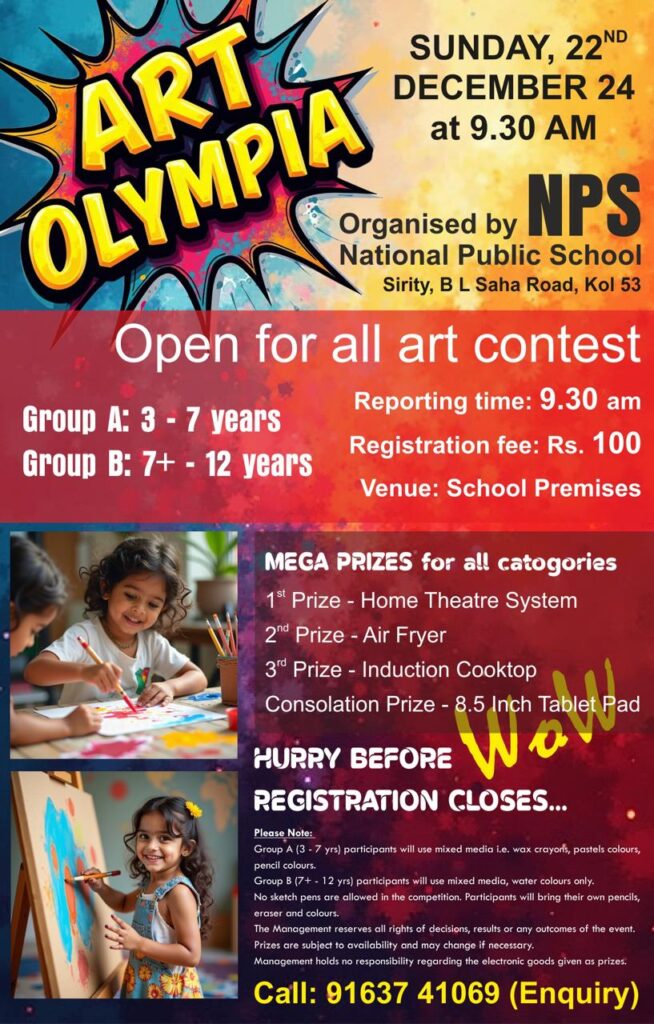 ART
OLYMPIA
SUNDAY, 22ND
DECEMBER 24
at 9.30 AM
Organised by NPS
National Public School
Sirity, B L Saha Road, Kol 53
Open for all art contest
Group A: 3 - 7 years
Group B: 7+ - 12 years
Reporting time: 9.30 am
Registration fee: Rs. 100
Venue: School Premises
MEGA PRIZES for all catogories
1st Prize - Home Theatre System
2nd Prize - Air Fryer
3rd Prize - Induction Cooktop
Consolation Prize - 8.5 Inch Tablet Pad
WoW
HURRY BEFORE
REGISTRATION CLOSES...
Please Note:
Group A (3 - 7 yrs) participants will use mixed media i.e. wax crayons, pastels colours,
pencil colours.
Group B (7+ - 12 yrs) participants will use mixed media, water colours only.
No sketch pens are allowed in the competition. Participants will bring their own pencils,
eraser and colours.
The Management reserves all rights of decisions, results or any outcomes of the event.
Prizes are subject to availability and may change if necessary.
Management holds no responsibility regarding the electronic goods given as prizes.
Call: 91637 41069 (Enquiry)